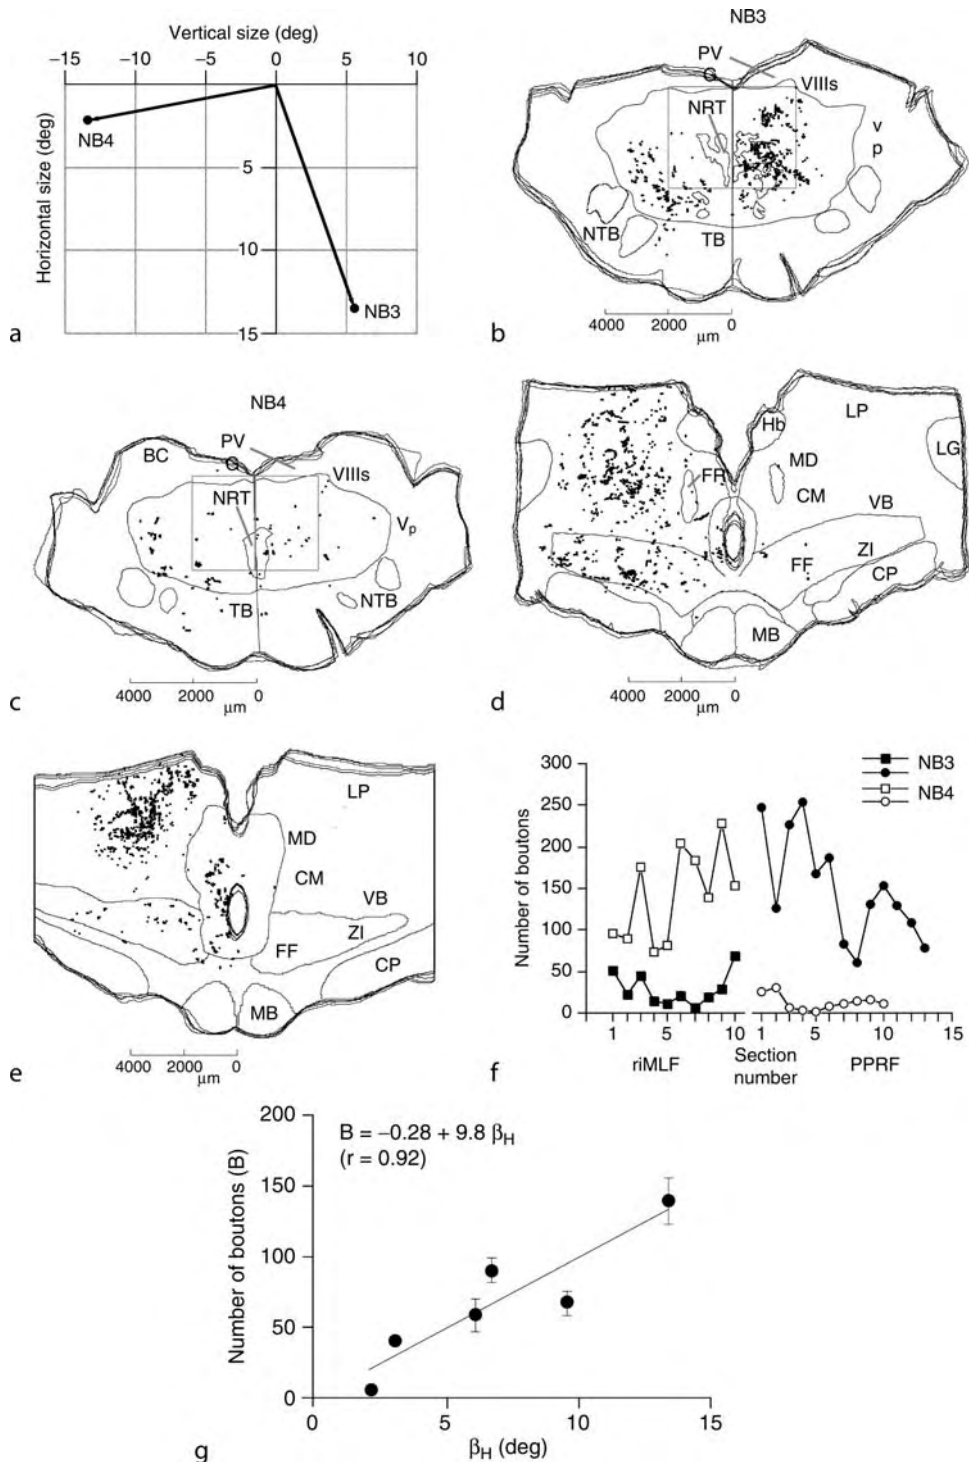 Vertical size (deg)
−15 −10 −5 0 5 10
Horizontal size (deg)
NB4
5
10
NB3
15
a
NB3
PV
VIIIs
NRT
v
p
NTB
TB
4000 2000 0
μm
b
NB4
PV
BC
VIIIs
NRT
Vp
TB
NTB
4000 2000 0
μm
c
Hb
LP
LG
FR
MD
CM
VB
ZI
FF
CP
MB
4000 2000 0
μm
d
LP
MD
CM
VB
ZI
FF
CP
MB
4000 2000 0
μm
e
300
250
200
150
100
50
0
Number of boutons
NB3
NB4
1 5 10 1 5 10 15
riMLF
Section
number
PPRF
f
200
150
100
50
0
Number of boutons (B)
B = −0.28 + 9.8 βH
(r = 0.92)
0 5 10 15
βH (deg)
g